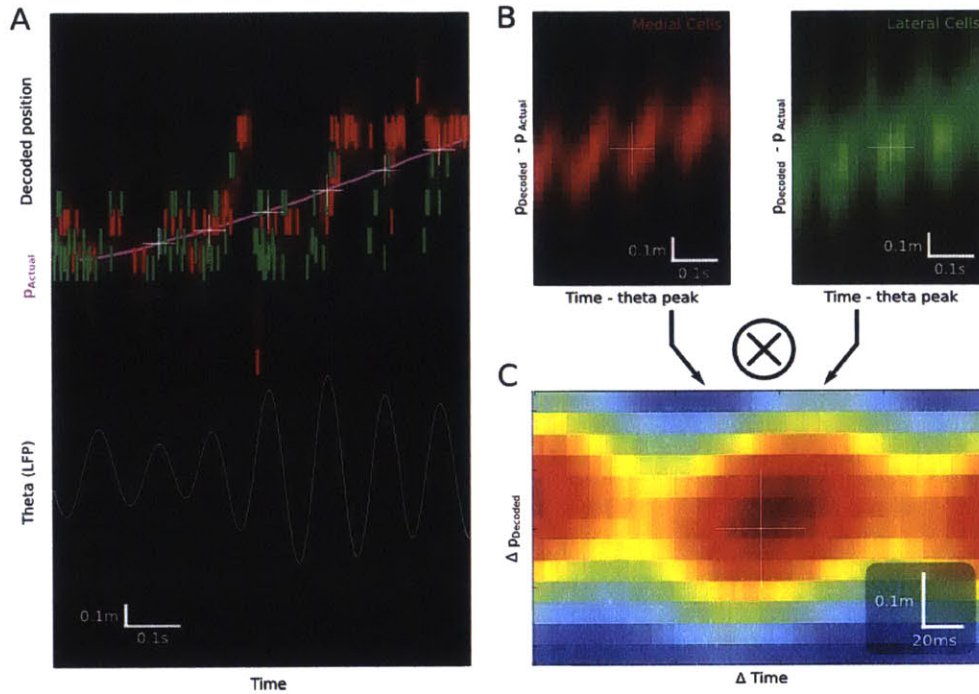 A
Decoded position
pActual
Theta (LFP)
0.1m
0.1s
Time
B
Medial Cells
pDecoded - pActual
0.1m
0.1s
Time - theta peak
Lateral Cells
pDecoded - pActual
0.1m
0.1s
Time - theta peak
C
Δ pDecoded
0.1m
20ms
Δ Time